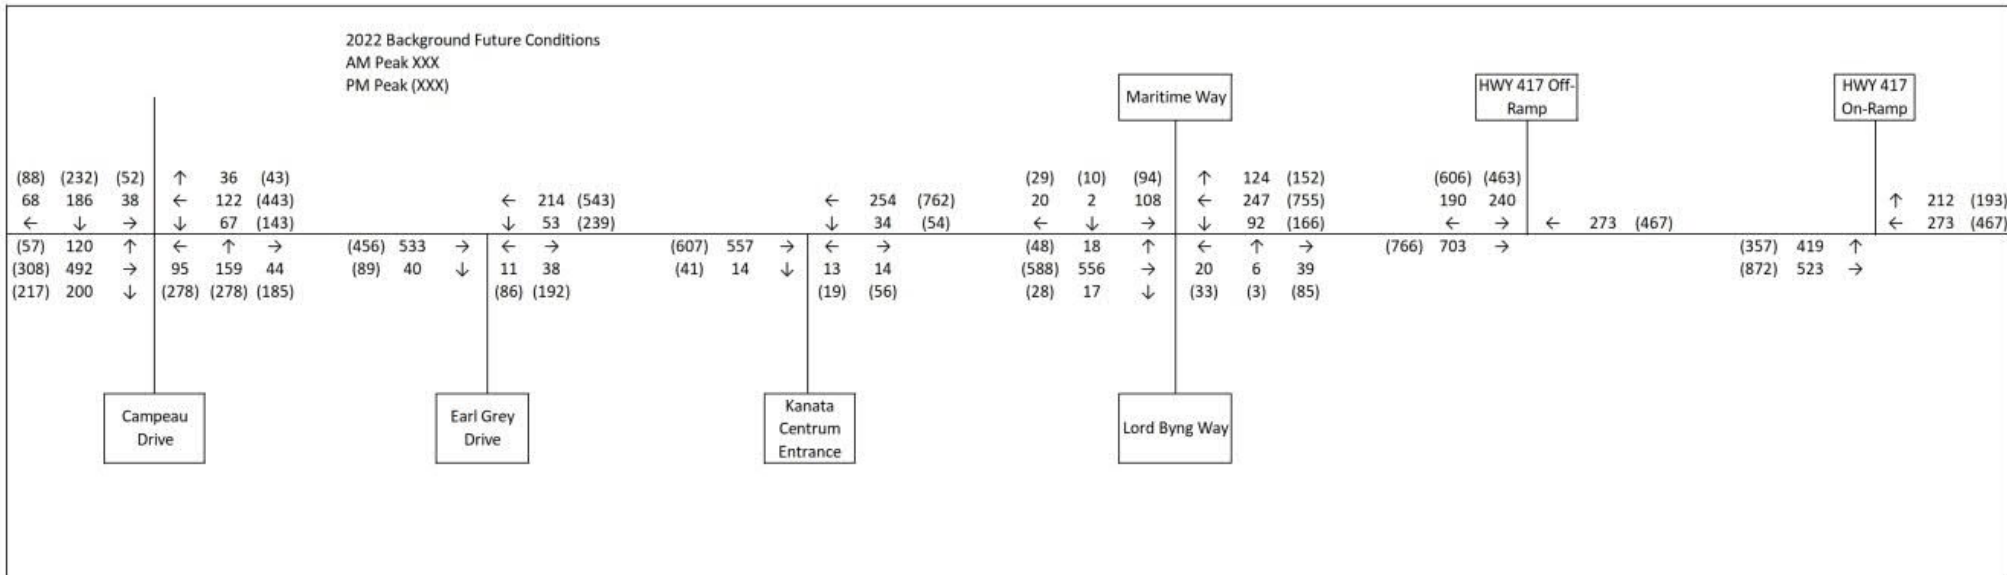 2022 Background Future Conditions
AM Peak XXX
PM Peak (XXX)
Maritime Way
HWY 417 Off-
Ramp
HWY 417
On-Ramp
(88) (232) (52) ↑ 36 (43)
68 186 38 ← 122 (443)
← ↓ → ↓ 67 (143)
(57) 120 ↑ ← ↑ →
(308) 492 → 95 159 44
(217) 200 ↓ (278) (278) (185)
← 214 (543)
↓ 53 (239)
(456) 533 → ← →
(89) 40 ↓ 11 38
(86) (192)
← 254 (762)
↓ 34 (54)
(607) 557 → ← →
(41) 14 ↓ 13 14
(19) (56)
(29) (10) (94) ↑ 124 (152)
20 2 108 ← 247 (755)
← ↓ → ↓ 92 (166)
(48) 18 ↑ ← ↑ →
(588) 556 → 20 6 39
(28) 17 ↓ (33) (3) (85)
(606) (463)
190 240
← → ← 273 (467)
(766) 703 →
↑ 212 (193)
← 273 (467)
(357) 419 ↑
(872) 523 →
Campeau
Drive
Earl Grey
Drive
Kanata
Centrum
Entrance
Lord Byng Way